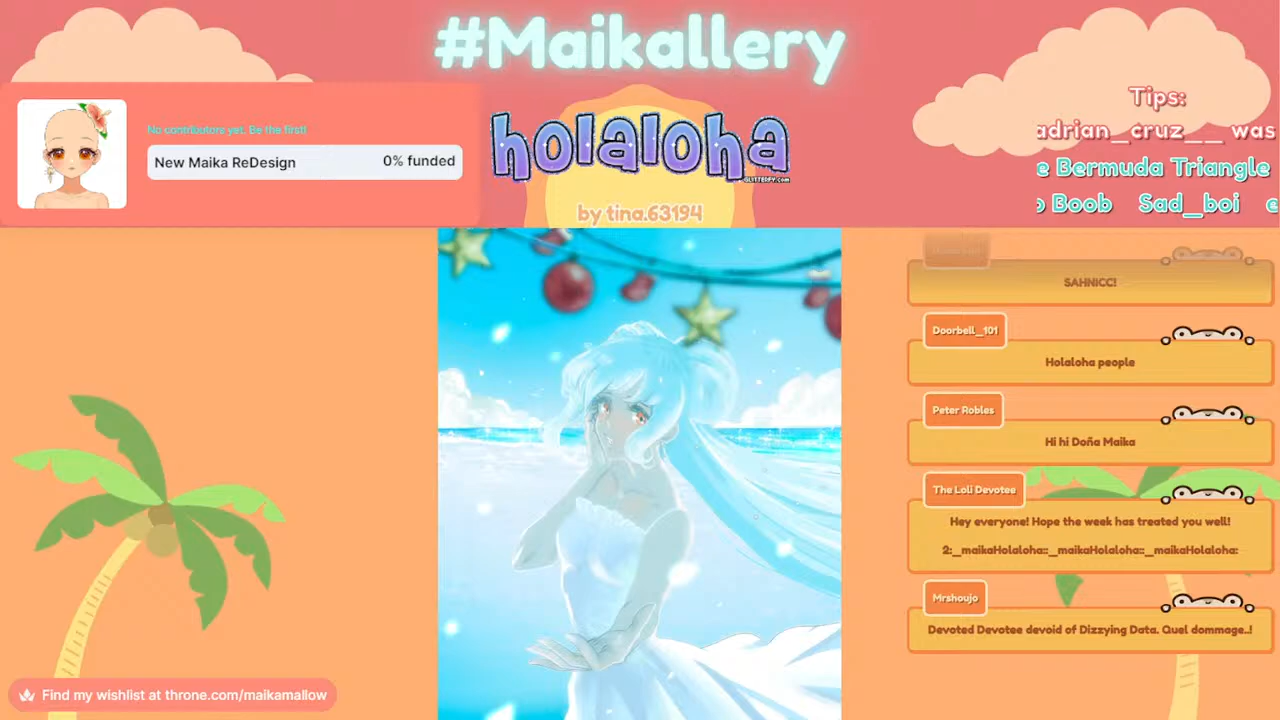 #Maikallery
No contributors yet. Be the first!
New Maika ReDesign
0% funded
holaloha
GLITTERFY.com
by tina.63194
Tips:
adrian_cruz__ was
e Bermuda Triangle
o Boob Sad_boi e
SAHNICC!
Doorbell_101
Holaloha people
Peter Robles
Hi hi Doña Maika
The Loli Devotee
Hey everyone! Hope the week has treated you well!
2:_maikaHolaloha::_maikaHolaloha::_maikaHolaloha:
Mrshoujo
Devoted Devotee devoid of Dizzying Data. Quel dommage..!
Find my wishlist at throne.com/maikamallow